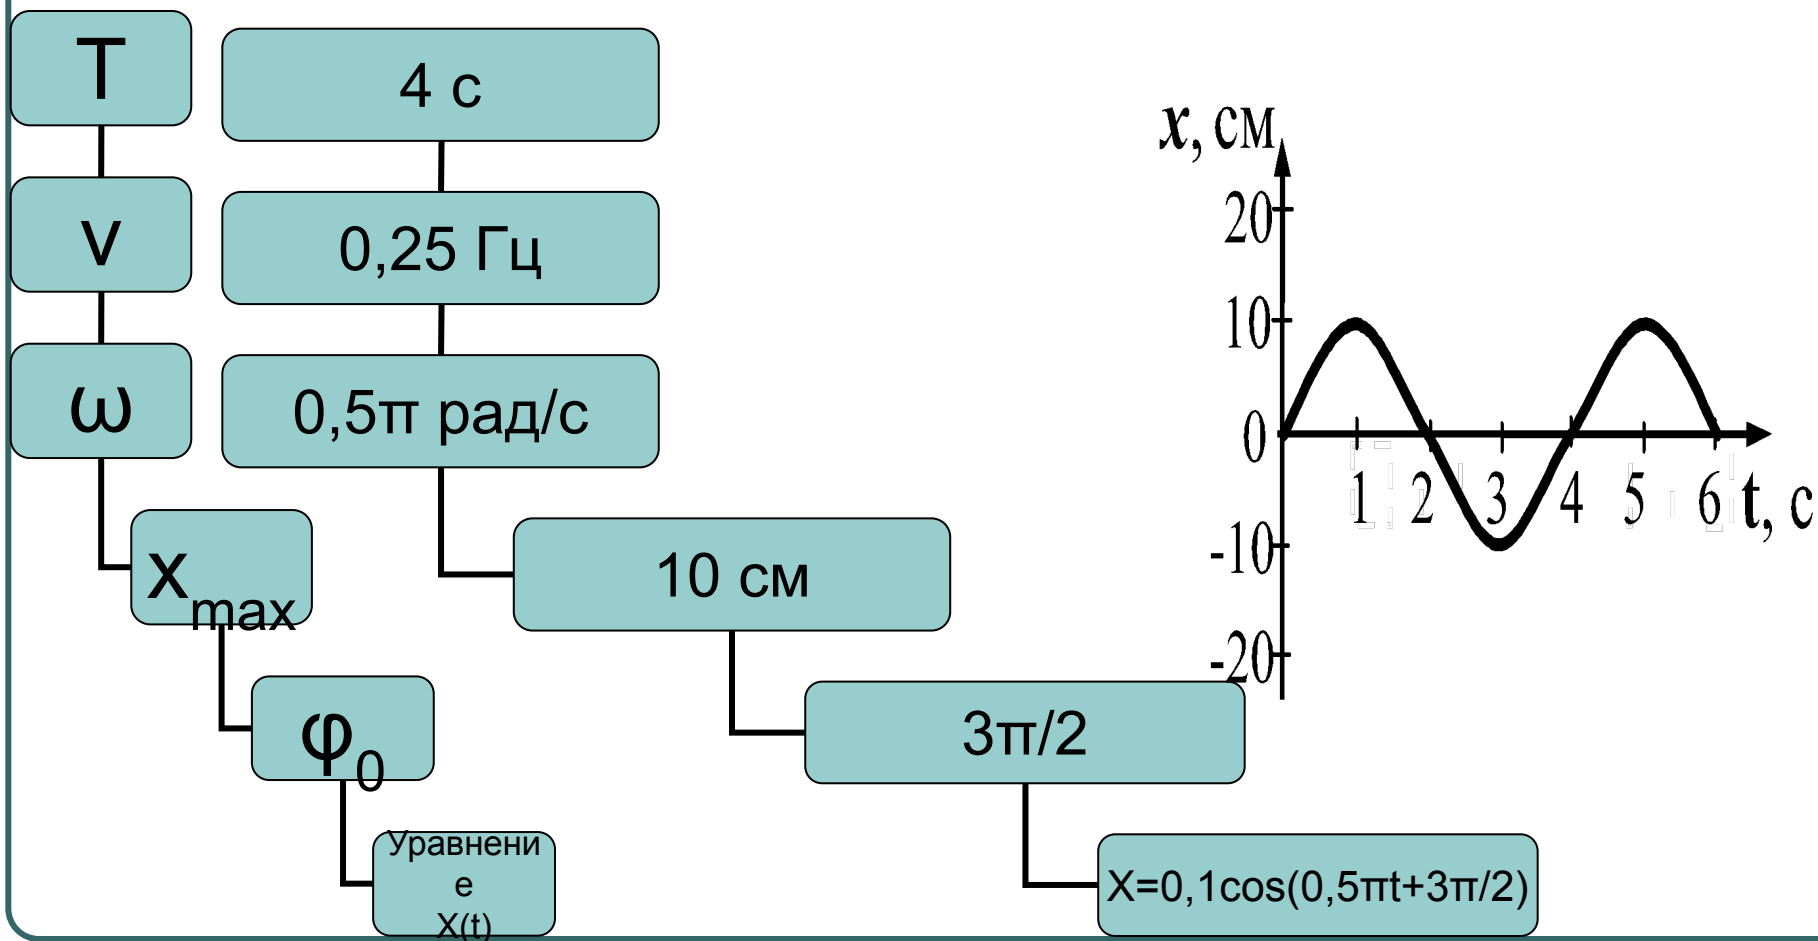 T
4 с
ν
0,25 Гц
ω
0,5π рад/с
xmax
10 см
φ0
3π/2
Уравнени
е
X(t)
X=0,1cos(0,5πt+3π/2)
x, см
20
10
0
-10
-20
1 2 3 4 5 6 t, с